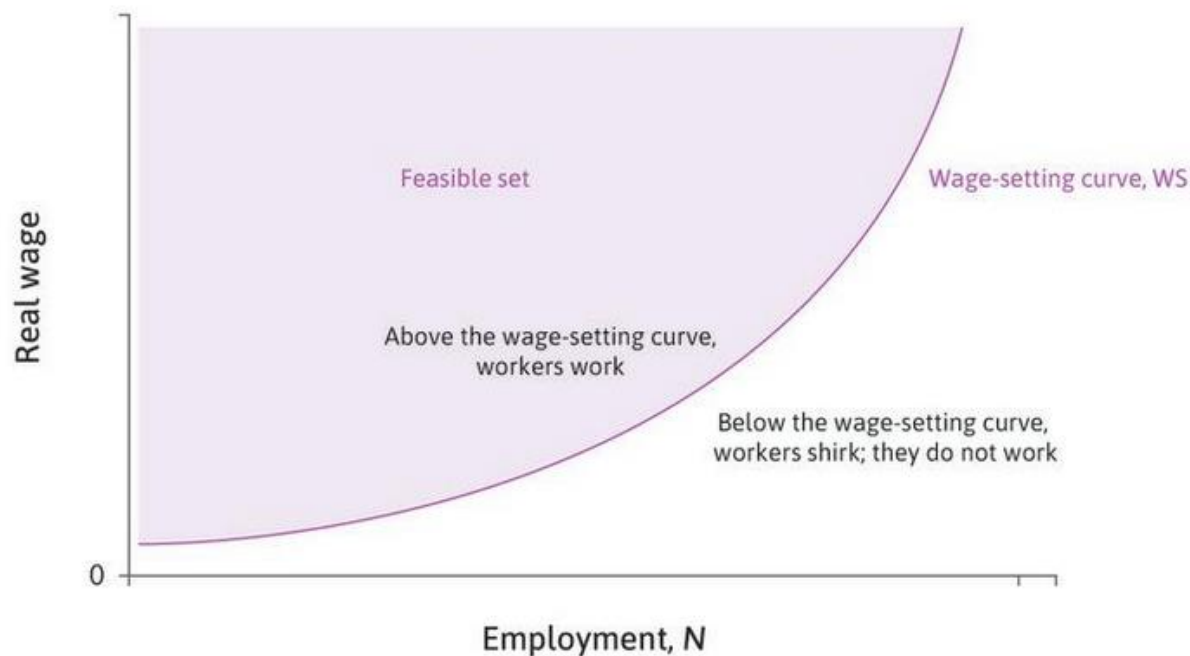 Feasible set
Wage-setting curve, WS
Real wage
Above the wage-setting curve,
workers work
Below the wage-setting curve,
workers shirk; they do not work
0
Employment, N